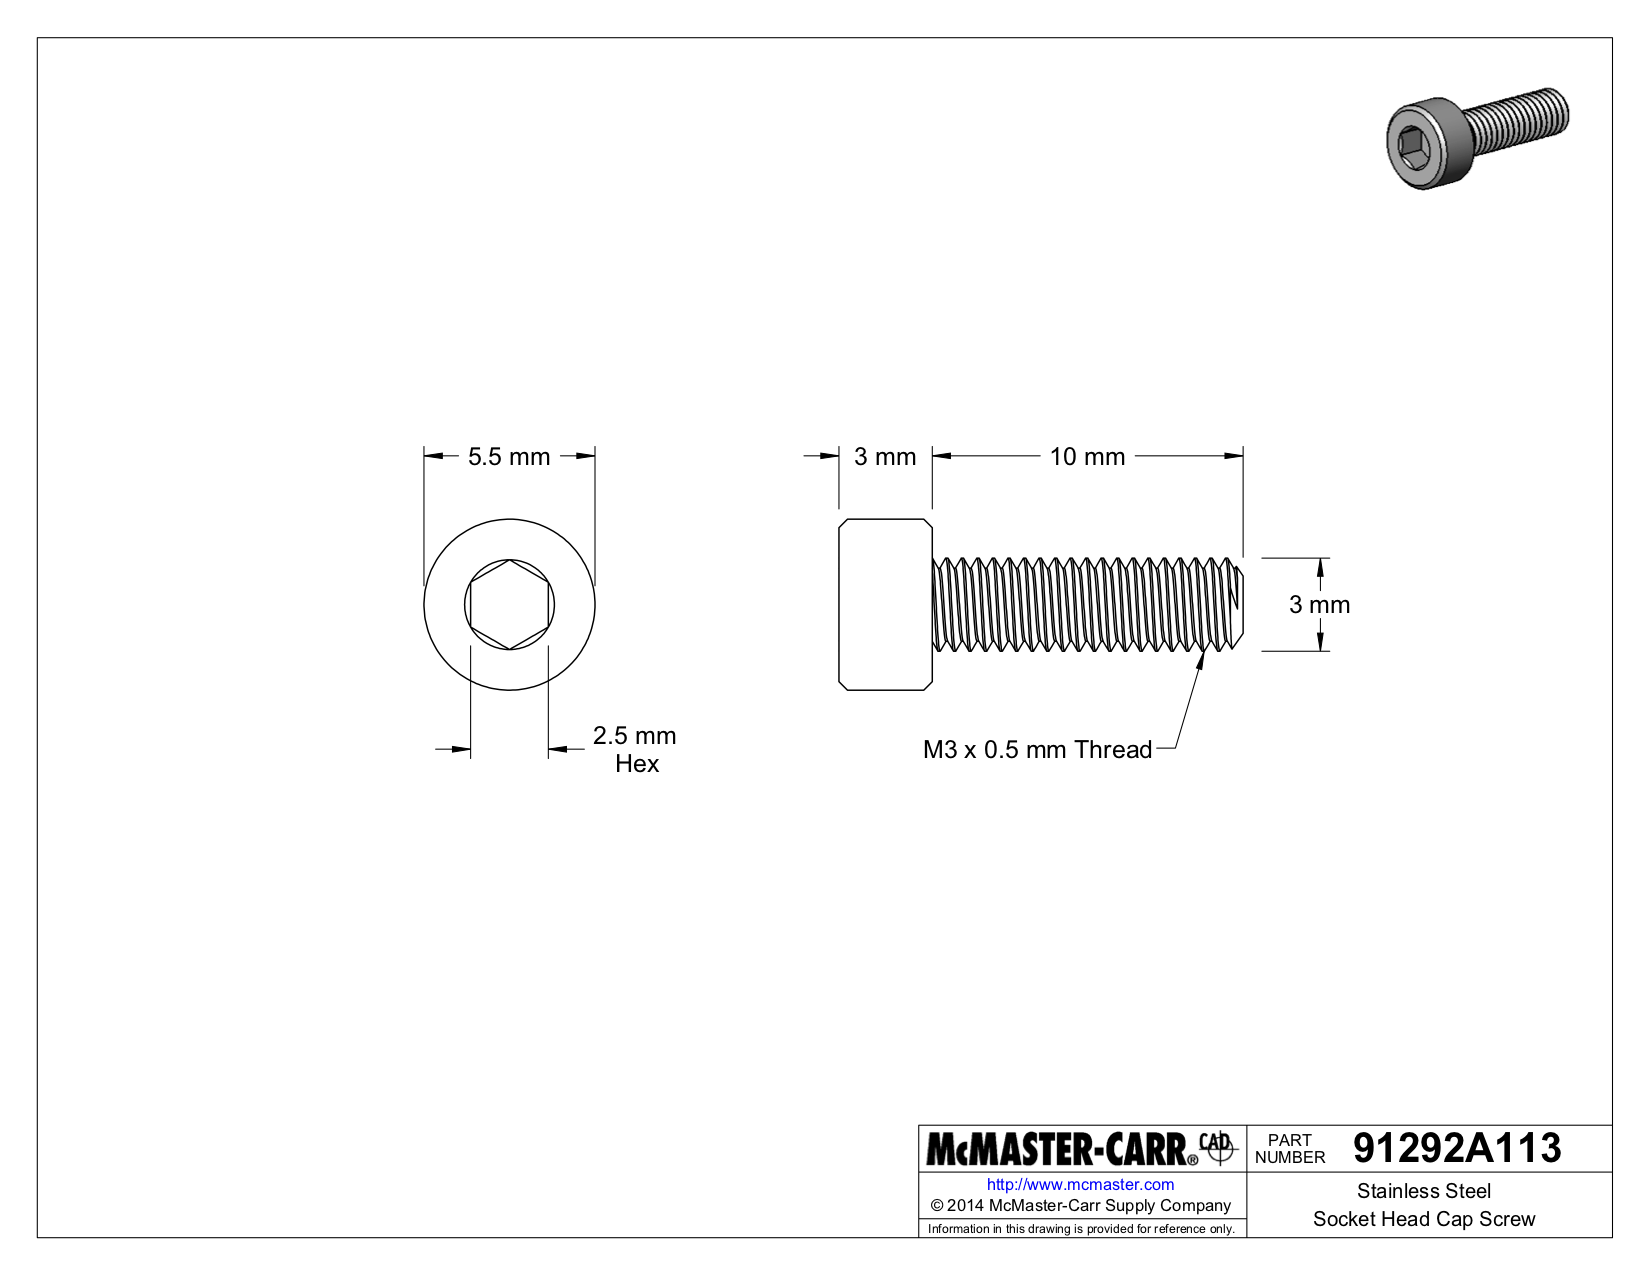 5.5 mm
3 mm
10 mm
3 mm
2.5 mm
Hex
M3 x 0.5 mm Thread
McMASTER-CARR® CAD
http://www.mcmaster.com
© 2014 McMaster-Carr Supply Company
Information in this drawing is provided for reference only.
PART
NUMBER
91292A113
Stainless Steel
Socket Head Cap Screw